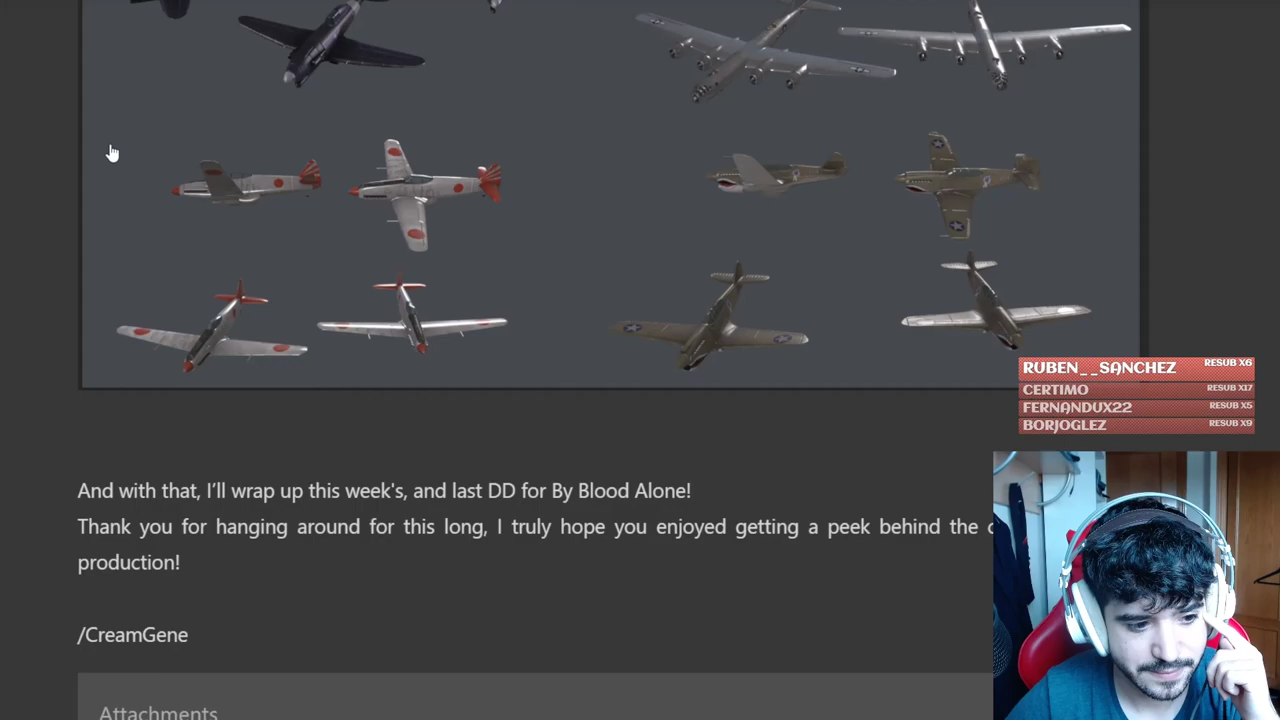 RUBEN__SANCHEZ RESUB X6
CERTIMO RESUB X17
FERNANDUX22 RESUB X5
BORJOGLEZ RESUB X9
And with that, I'll wrap up this week's, and last DD for By Blood Alone!
Thank you for hanging around for this long, I truly hope you enjoyed getting a peek behind the
production!
/CreamGene
Attachments